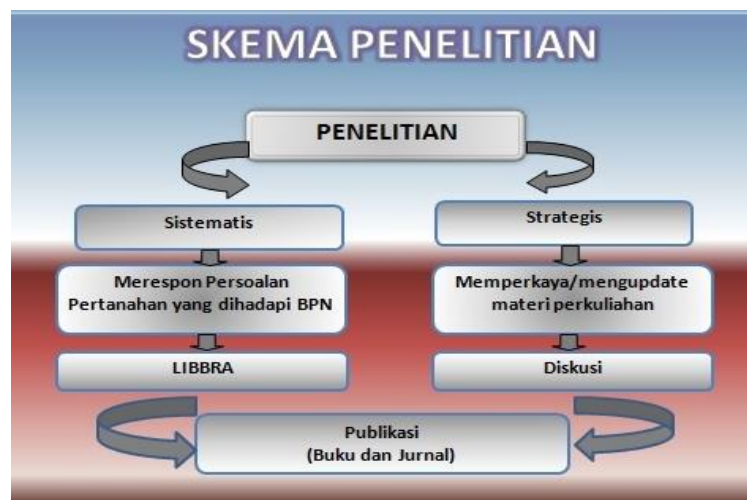 SKEMA PENELITIAN
PENELITIAN
Sistematis
Strategis
Merespon Persoalan
Pertanahan yang dihadapi BPN
Memperkaya/mengupdate
materi perkuliahan
LIBBRA
Diskusi
Publikasi
(Buku dan Jurnal)